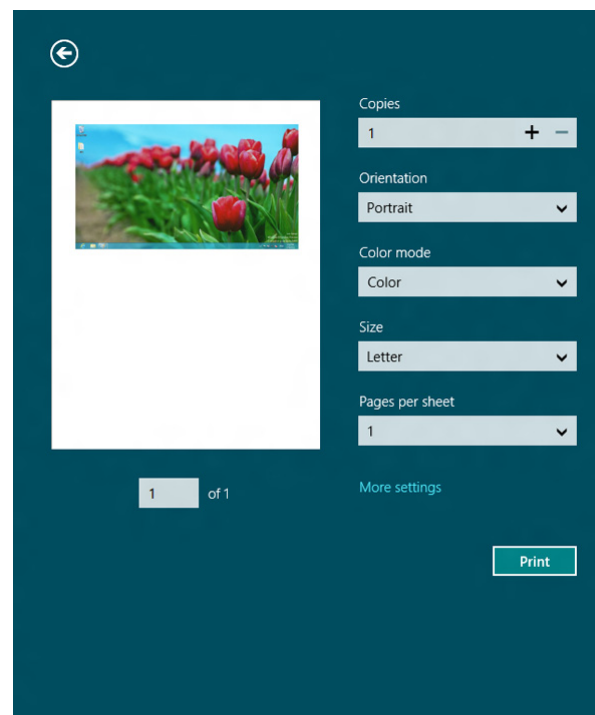 Copies
1
Orientation
Portrait
Color mode
Color
Size
Letter
Pages per sheet
1
1 of 1
More settings
Print